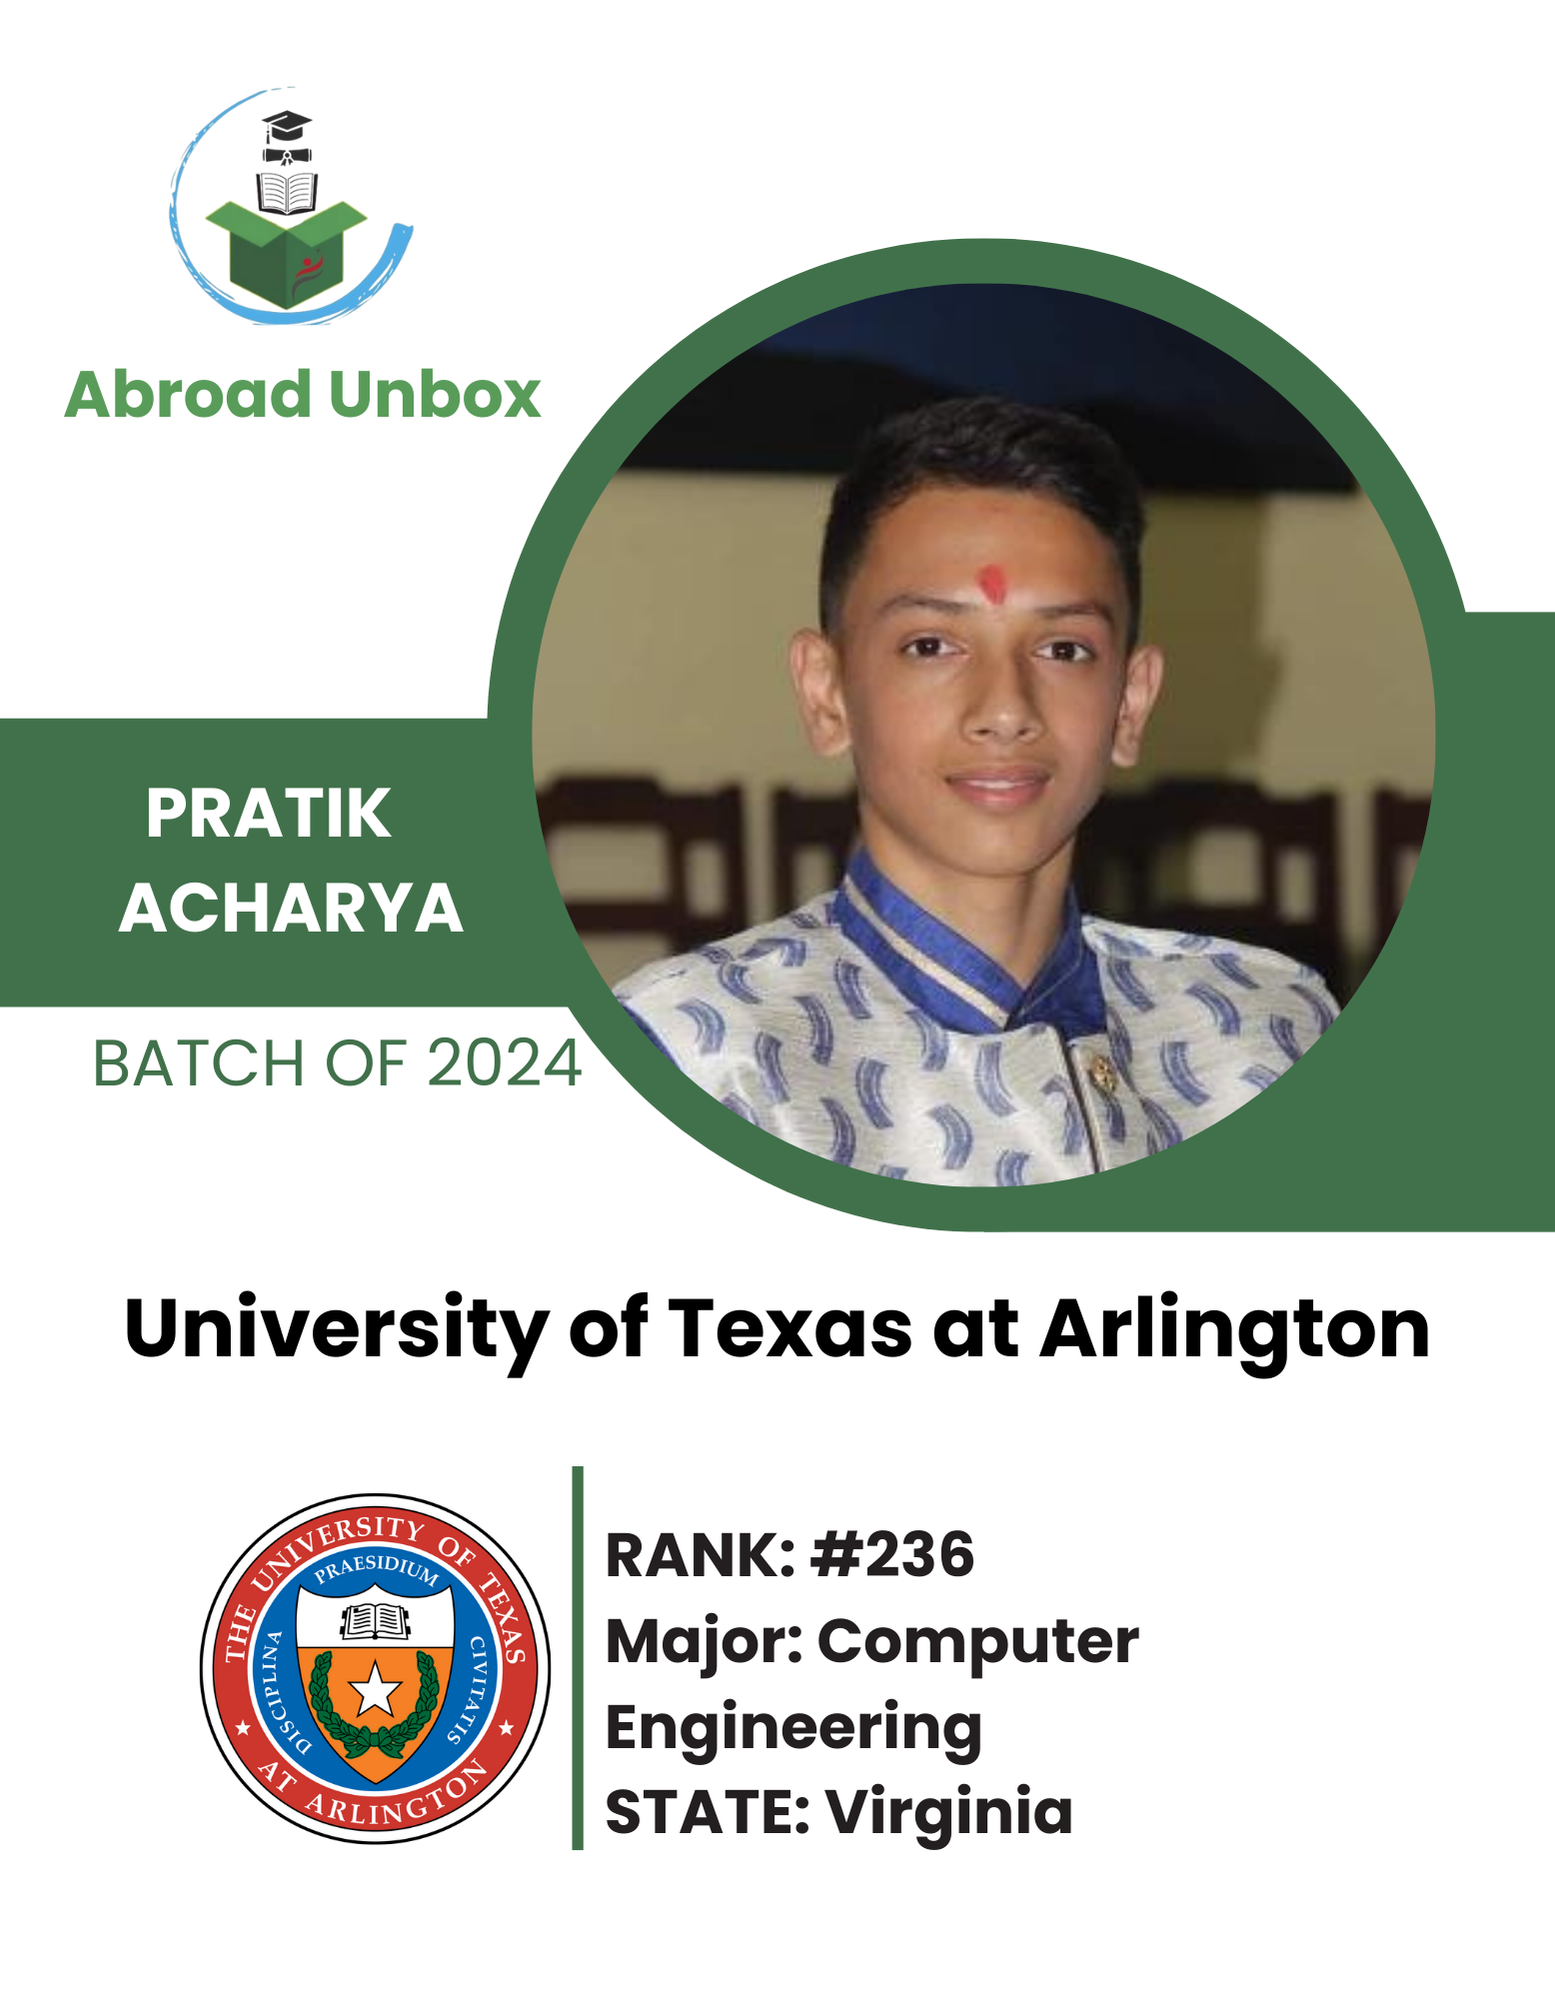 Abroad Unbox
PRATIK
ACHARYA
BATCH OF 2024
University of Texas at Arlington
THE UNIVERSITY OF TEXAS
AT ARLINGTON
PRAESIDIUM
DISCIPLINA
CIVITATIS
RANK: #236
Major: Computer
Engineering
STATE: Virginia